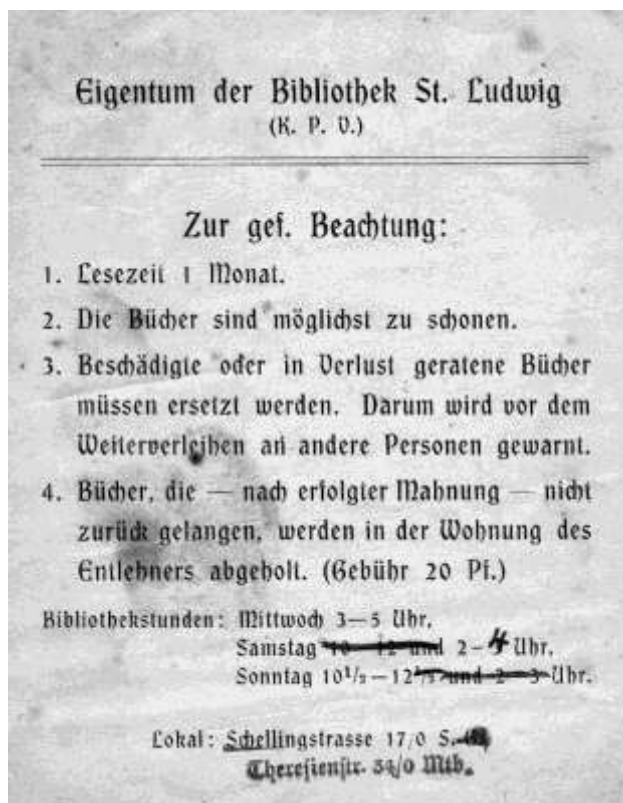 Eigentum der Bibliothek St. Ludwig
(K. P. V.)
Zur gef. Beachtung:
1. Lesezeit 1 Monat.
2. Die Bücher sind möglichst zu schonen.
3. Beschädigte oder in Verlust geratene Bücher
müssen ersetzt werden. Darum wird vor dem
Weiterverleihen an andere Personen gewarnt.
4. Bücher, die — nach erfolgter Mahnung — nicht
zurück gelangen, werden in der Wohnung des
Entlehners abgeholt. (Gebühr 20 Pf.)
Bibliothekstunden: Mittwoch 3—5 Uhr.
Samstag 10—12 und 2-4 Uhr.
Sonntag 10½—12½ und 2—3 Uhr.
Lokal: Schellingstrasse 17/0 S.
Theresienstr. 34/0 Mtb.